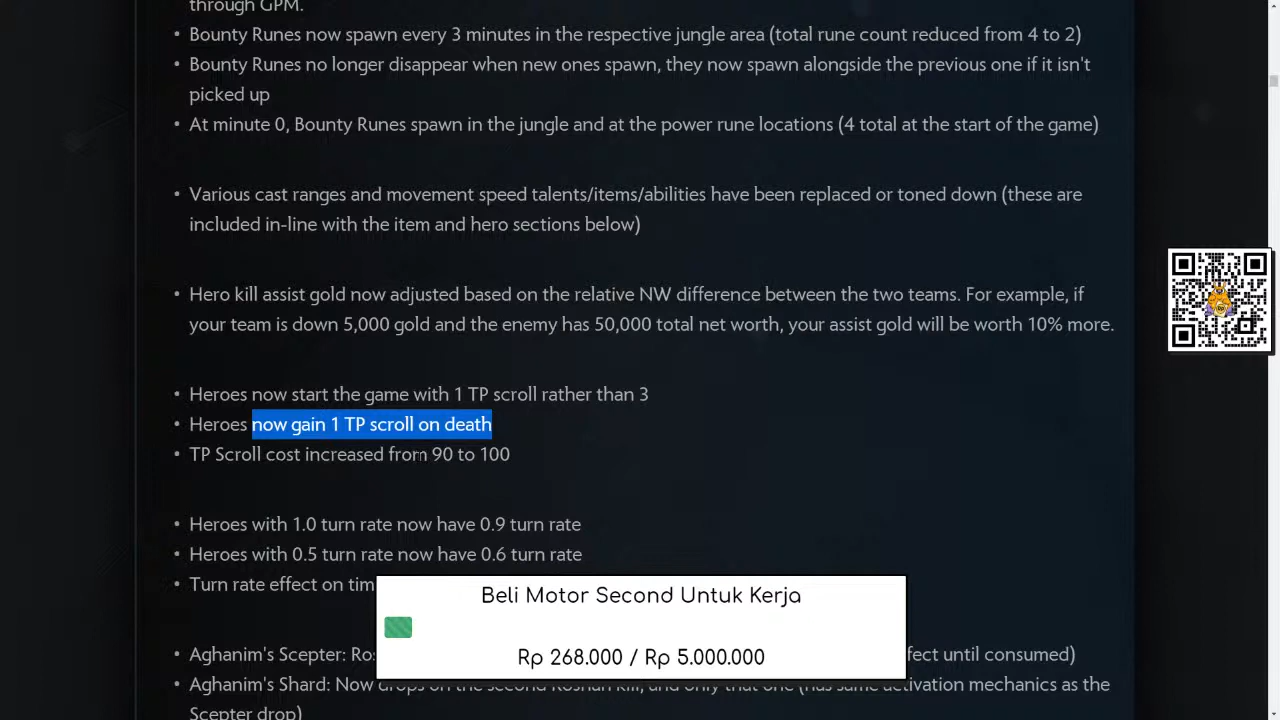 through GPM.
• Bounty Runes now spawn every 3 minutes in the respective jungle area (total rune count reduced from 4 to 2)
• Bounty Runes no longer disappear when new ones spawn, they now spawn alongside the previous one if it isn't
picked up
• At minute 0, Bounty Runes spawn in the jungle and at the power rune locations (4 total at the start of the game)
• Various cast ranges and movement speed talents/items/abilities have been replaced or toned down (these are
included in-line with the item and hero sections below)
• Hero kill assist gold now adjusted based on the relative NW difference between the two teams. For example, if
your team is down 5,000 gold and the enemy has 50,000 total net worth, your assist gold will be worth 10% more.
• Heroes now start the game with 1 TP scroll rather than 3
• Heroes now gain 1 TP scroll on death
• TP Scroll cost increased from 90 to 100
• Heroes with 1.0 turn rate now have 0.9 turn rate
• Heroes with 0.5 turn rate now have 0.6 turn rate
• Turn rate effect on tim
Beli Motor Second Untuk Kerja
Rp 268.000 / Rp 5.000.000
• Aghanim's Scepter: Ros fect until consumed)
• Aghanim's Shard: Now drops on the second Roshan kill, and only that one (has same activation mechanics as the
Scepter drop)